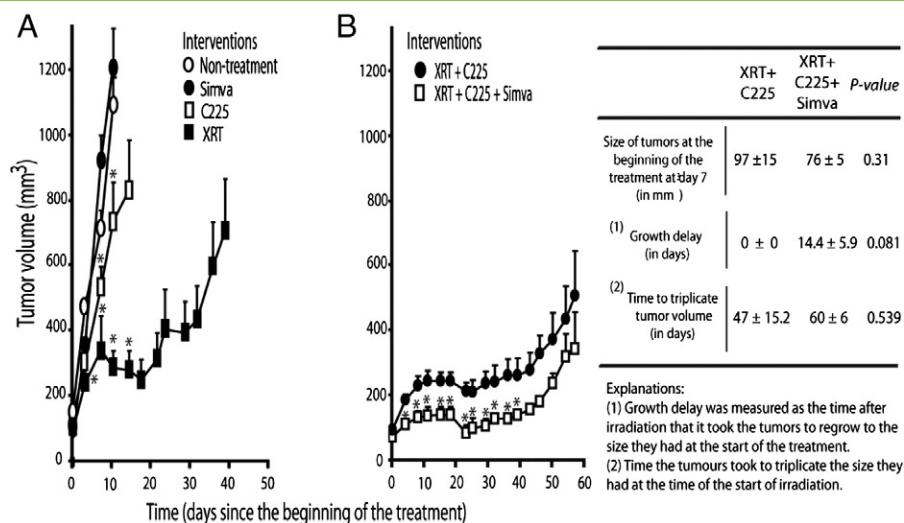 A
Interventions
Non-treatment
Simva
C225
XRT
1200
1000
800
600
400
200
0
Tumor volume (mm³)
* * * * * *
0 10 20 30 40 50
B
Interventions
XRT + C225
XRT + C225 + Simva
1200
1000
800
600
400
200
0
* * * * * * * * * *
0 10 20 30 40 50 60
Time (days since the beginning of the treatment)
XRT+
C225
XRT +
C225+
Simva
P-value
Size of tumors at the
beginning of the
treatment at day 7
(in mm )
97 ±15 76 ± 5 0.31
(1) Growth delay
(in days)
0 ± 0 14.4 ± 5.9 0.081
(2) Time to triplicate
tumor volume
(in days)
47 ± 15.2 60 ± 6 0.539
Explanations:
(1) Growth delay was measured as the time after
irradiation that it took the tumors to regrow to the
size they had at the start of the treatment.
(2) Time the tumours took to triplicate the size they
had at the time of the start of irradiation.